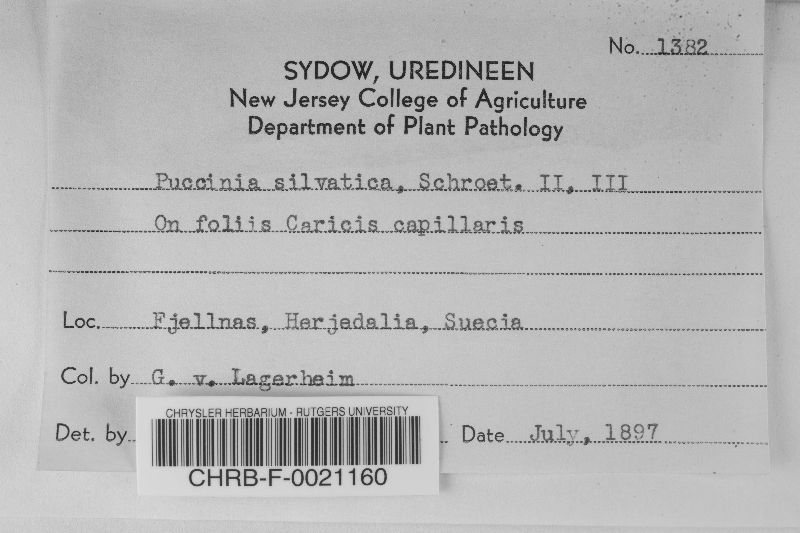 No. 1382
SYDOW, UREDINEEN
New Jersey College of Agriculture
Department of Plant Pathology
Puccinia silvatica, Schroet. II, III
On foliis Caricis capillaris
Loc. Fjellnas, Herjedalia, Suecia
Col. by G. v. Lagerheim
Det. by Date July, 1897
CHRYSLER HERBARIUM - RUTGERS UNIVERSITY
CHRB-F-0021160